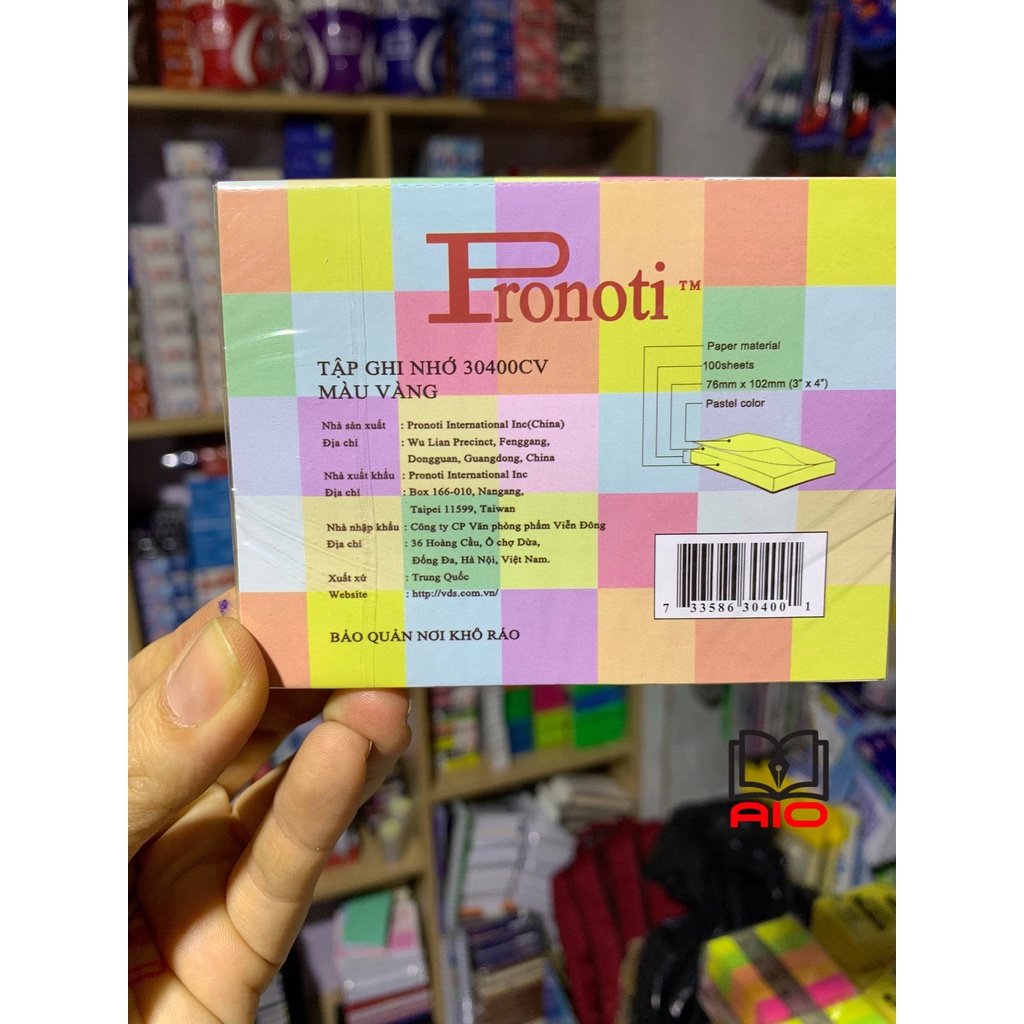 Pronoti ™
TẬP GHI NHỚ 30400CV
MÀU VÀNG
Nhà sản xuất : Pronoti International Inc(China)
Địa chỉ : Wu Lian Precinct, Fenggang,
Dongguan, Guangdong, China
Nhà xuất khẩu : Pronoti International Inc
Địa chỉ : Box 166-010, Nangang,
Taipei 11599, Taiwan
Nhà nhập khẩu : Công ty CP Văn phòng phẩm Viễn Đông
Địa chỉ : 36 Hoàng Cầu, Ô chợ Dừa,
Đống Đa, Hà Nội, Việt Nam.
Xuất xứ : Trung Quốc
Website : http://vds.com.vn/
BẢO QUẢN NƠI KHÔ RÁO
Paper material
100sheets
76mm x 102mm (3" x 4")
Pastel color
7 33586 30400 1
AIO